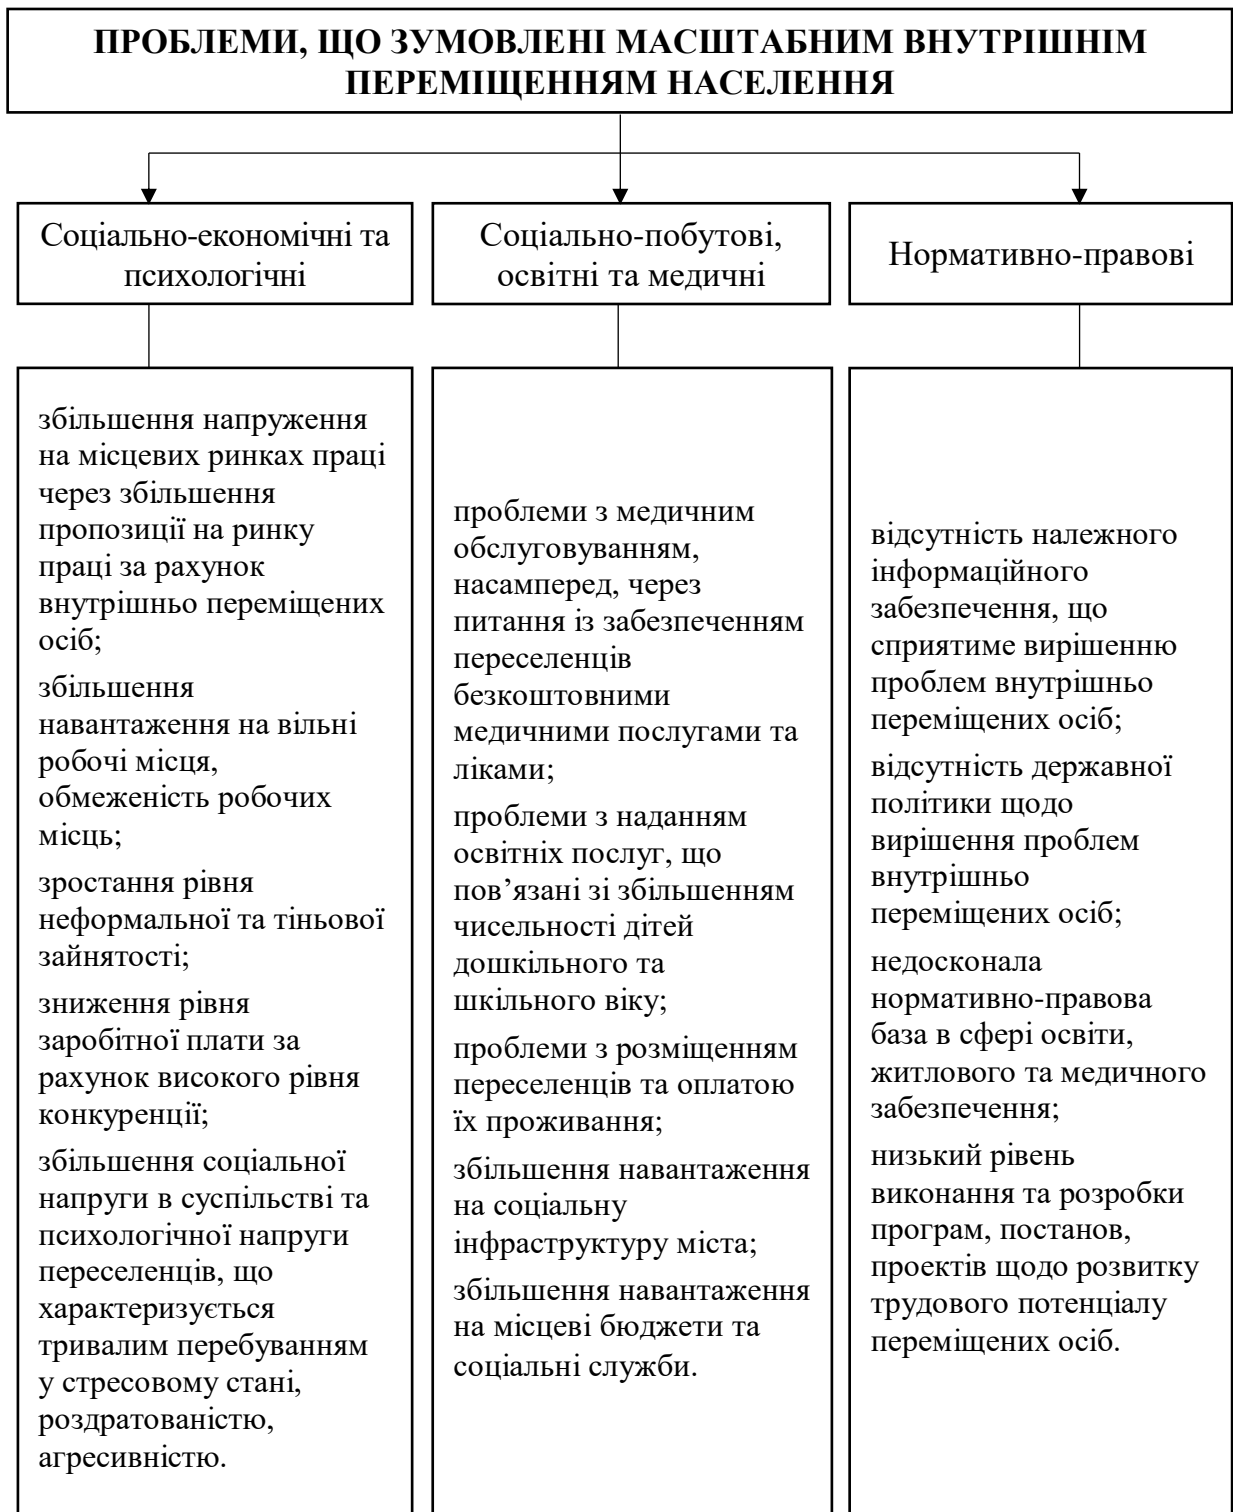 ПРОБЛЕМИ, ЩО ЗУМОВЛЕНІ МАСШТАБНИМ ВНУТРІШНІМ
ПЕРЕМІЩЕННЯМ НАСЕЛЕННЯ
Соціально-економічні та
психологічні
Соціально-побутові,
освітні та медичні
Нормативно-правові
збільшення напруження
на місцевих ринках праці
через збільшення
пропозиції на ринку
праці за рахунок
внутрішньо переміщених
осіб;
збільшення
навантаження на вільні
робочі місця,
обмеженість робочих
місць;
зростання рівня
неформальної та тіньової
зайнятості;
зниження рівня
заробітної плати за
рахунок високого рівня
конкуренції;
збільшення соціальної
напруги в суспільстві та
психологічної напруги
переселенців, що
характеризується
тривалим перебуванням
у стресовому стані,
роздратованістю,
агресивністю.
проблеми з медичним
обслуговуванням,
насамперед, через
питання із забезпеченням
переселенців
безкоштовними
медичними послугами та
ліками;
проблеми з наданням
освітніх послуг, що
пов’язані зі збільшенням
чисельності дітей
дошкільного та
шкільного віку;
проблеми з розміщенням
переселенців та оплатою
їх проживання;
збільшення навантаження
на соціальну
інфраструктуру міста;
збільшення навантаження
на місцеві бюджети та
соціальні служби.
відсутність належного
інформаційного
забезпечення, що
сприятиме вирішенню
проблем внутрішньо
переміщених осіб;
відсутність державної
політики щодо
вирішення проблем
внутрішньо
переміщених осіб;
недосконала
нормативно-правова
база в сфері освіти,
житлового та медичного
забезпечення;
низький рівень
виконання та розробки
програм, постанов,
проектів щодо розвитку
трудового потенціалу
переміщених осіб.